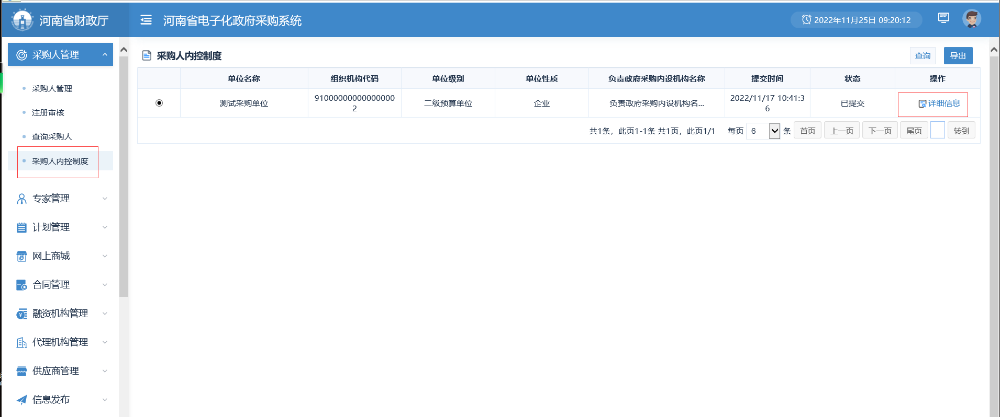 河南省财政厅
河南省电子化政府采购系统
2022年11月25日 09:20:12
采购人管理
采购人管理
注册审核
查询采购人
采购人内控制度
专家管理
计划管理
网上商城
合同管理
融资机构管理
代理机构管理
供应商管理
信息发布
采购人内控制度
查询
导出
单位名称 组织机构代码 单位级别 单位性质 负责政府采购内设机构名称 提交时间 状态 操作
测试采购单位 91000000000000000 二级预算单位 企业 负责政府采购内设机构名... 2022/11/17 10:41:3 已提交 详细信息
2 6
共1条，此页1-1条 共1页，此页1/1 每页 6 条 首页 上一页 下一页 尾页 转到